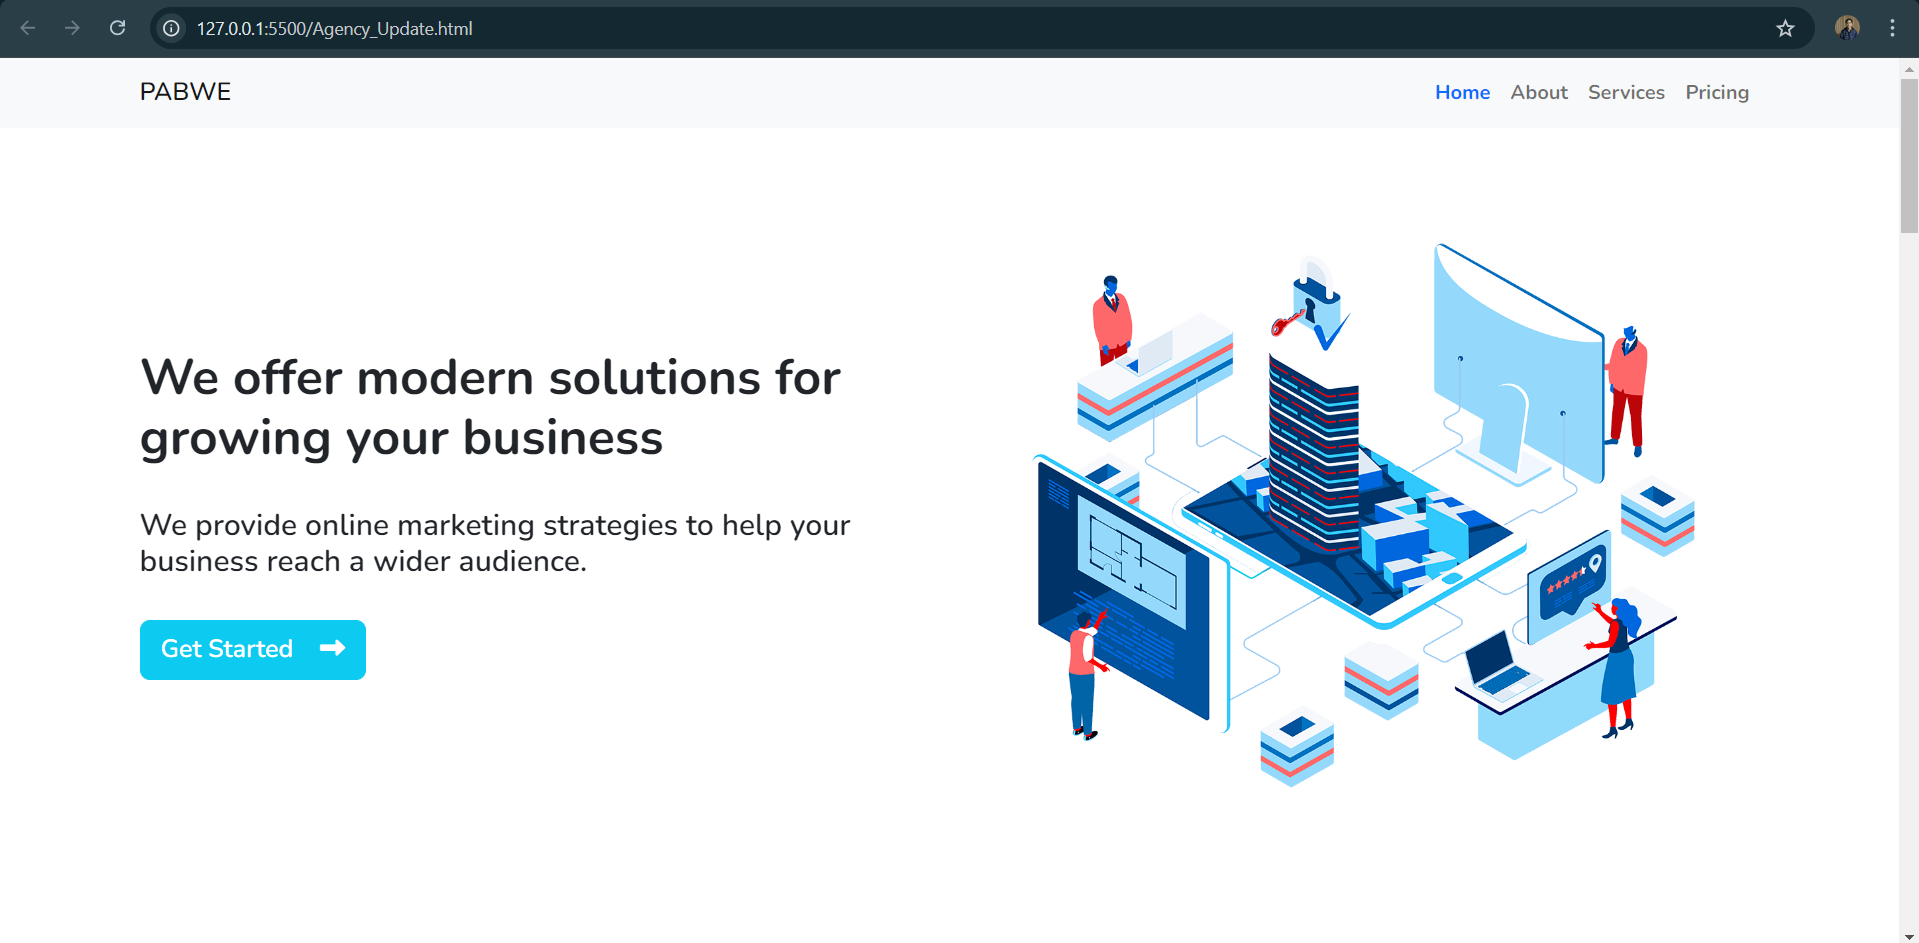 127.0.0.1:5500/Agency_Update.html
PABWE
Home About Services Pricing
We offer modern solutions for
growing your business
We provide online marketing strategies to help your
business reach a wider audience.
Get Started